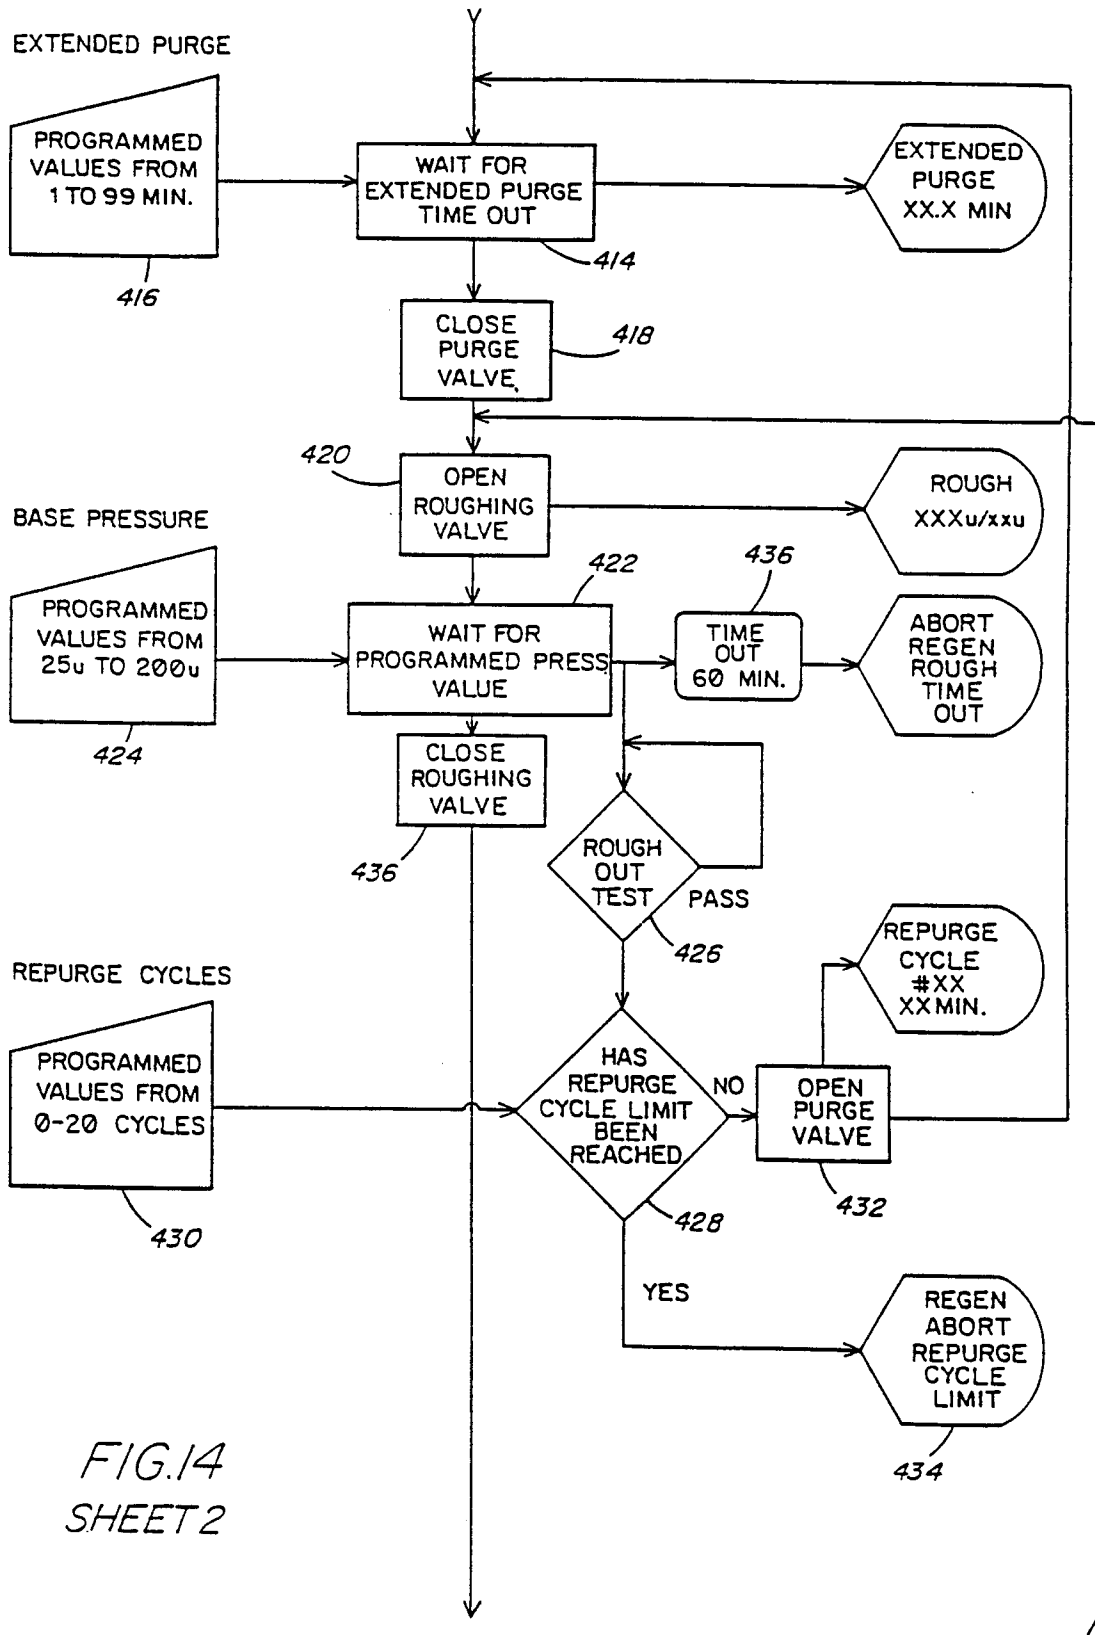 EXTENDED PURGE
PROGRAMMED
VALUES FROM
1 TO 99 MIN.
416
WAIT FOR
EXTENDED PURGE
TIME OUT
414
EXTENDED
PURGE
XX.X MIN
CLOSE
PURGE
VALVE
418
420
OPEN
ROUGHING
VALVE
ROUGH
XXXu/xxu
BASE PRESSURE
PROGRAMMED
VALUES FROM
25u TO 200u
424
422
WAIT FOR
PROGRAMMED PRESS
VALUE
436
TIME
OUT
60 MIN.
ABORT
REGEN
ROUGH
TIME
OUT
CLOSE
ROUGHING
VALVE
436
ROUGH
OUT
TEST
PASS
426
REPURGE CYCLES
PROGRAMMED
VALUES FROM
0-20 CYCLES
430
HAS
REPURGE
CYCLE LIMIT
BEEN
REACHED
428
NO
OPEN
PURGE
VALVE
432
REPURGE
CYCLE
#XX
XX MIN.
YES
REGEN
ABORT
REPURGE
CYCLE
LIMIT
434
FIG.14
SHEET 2